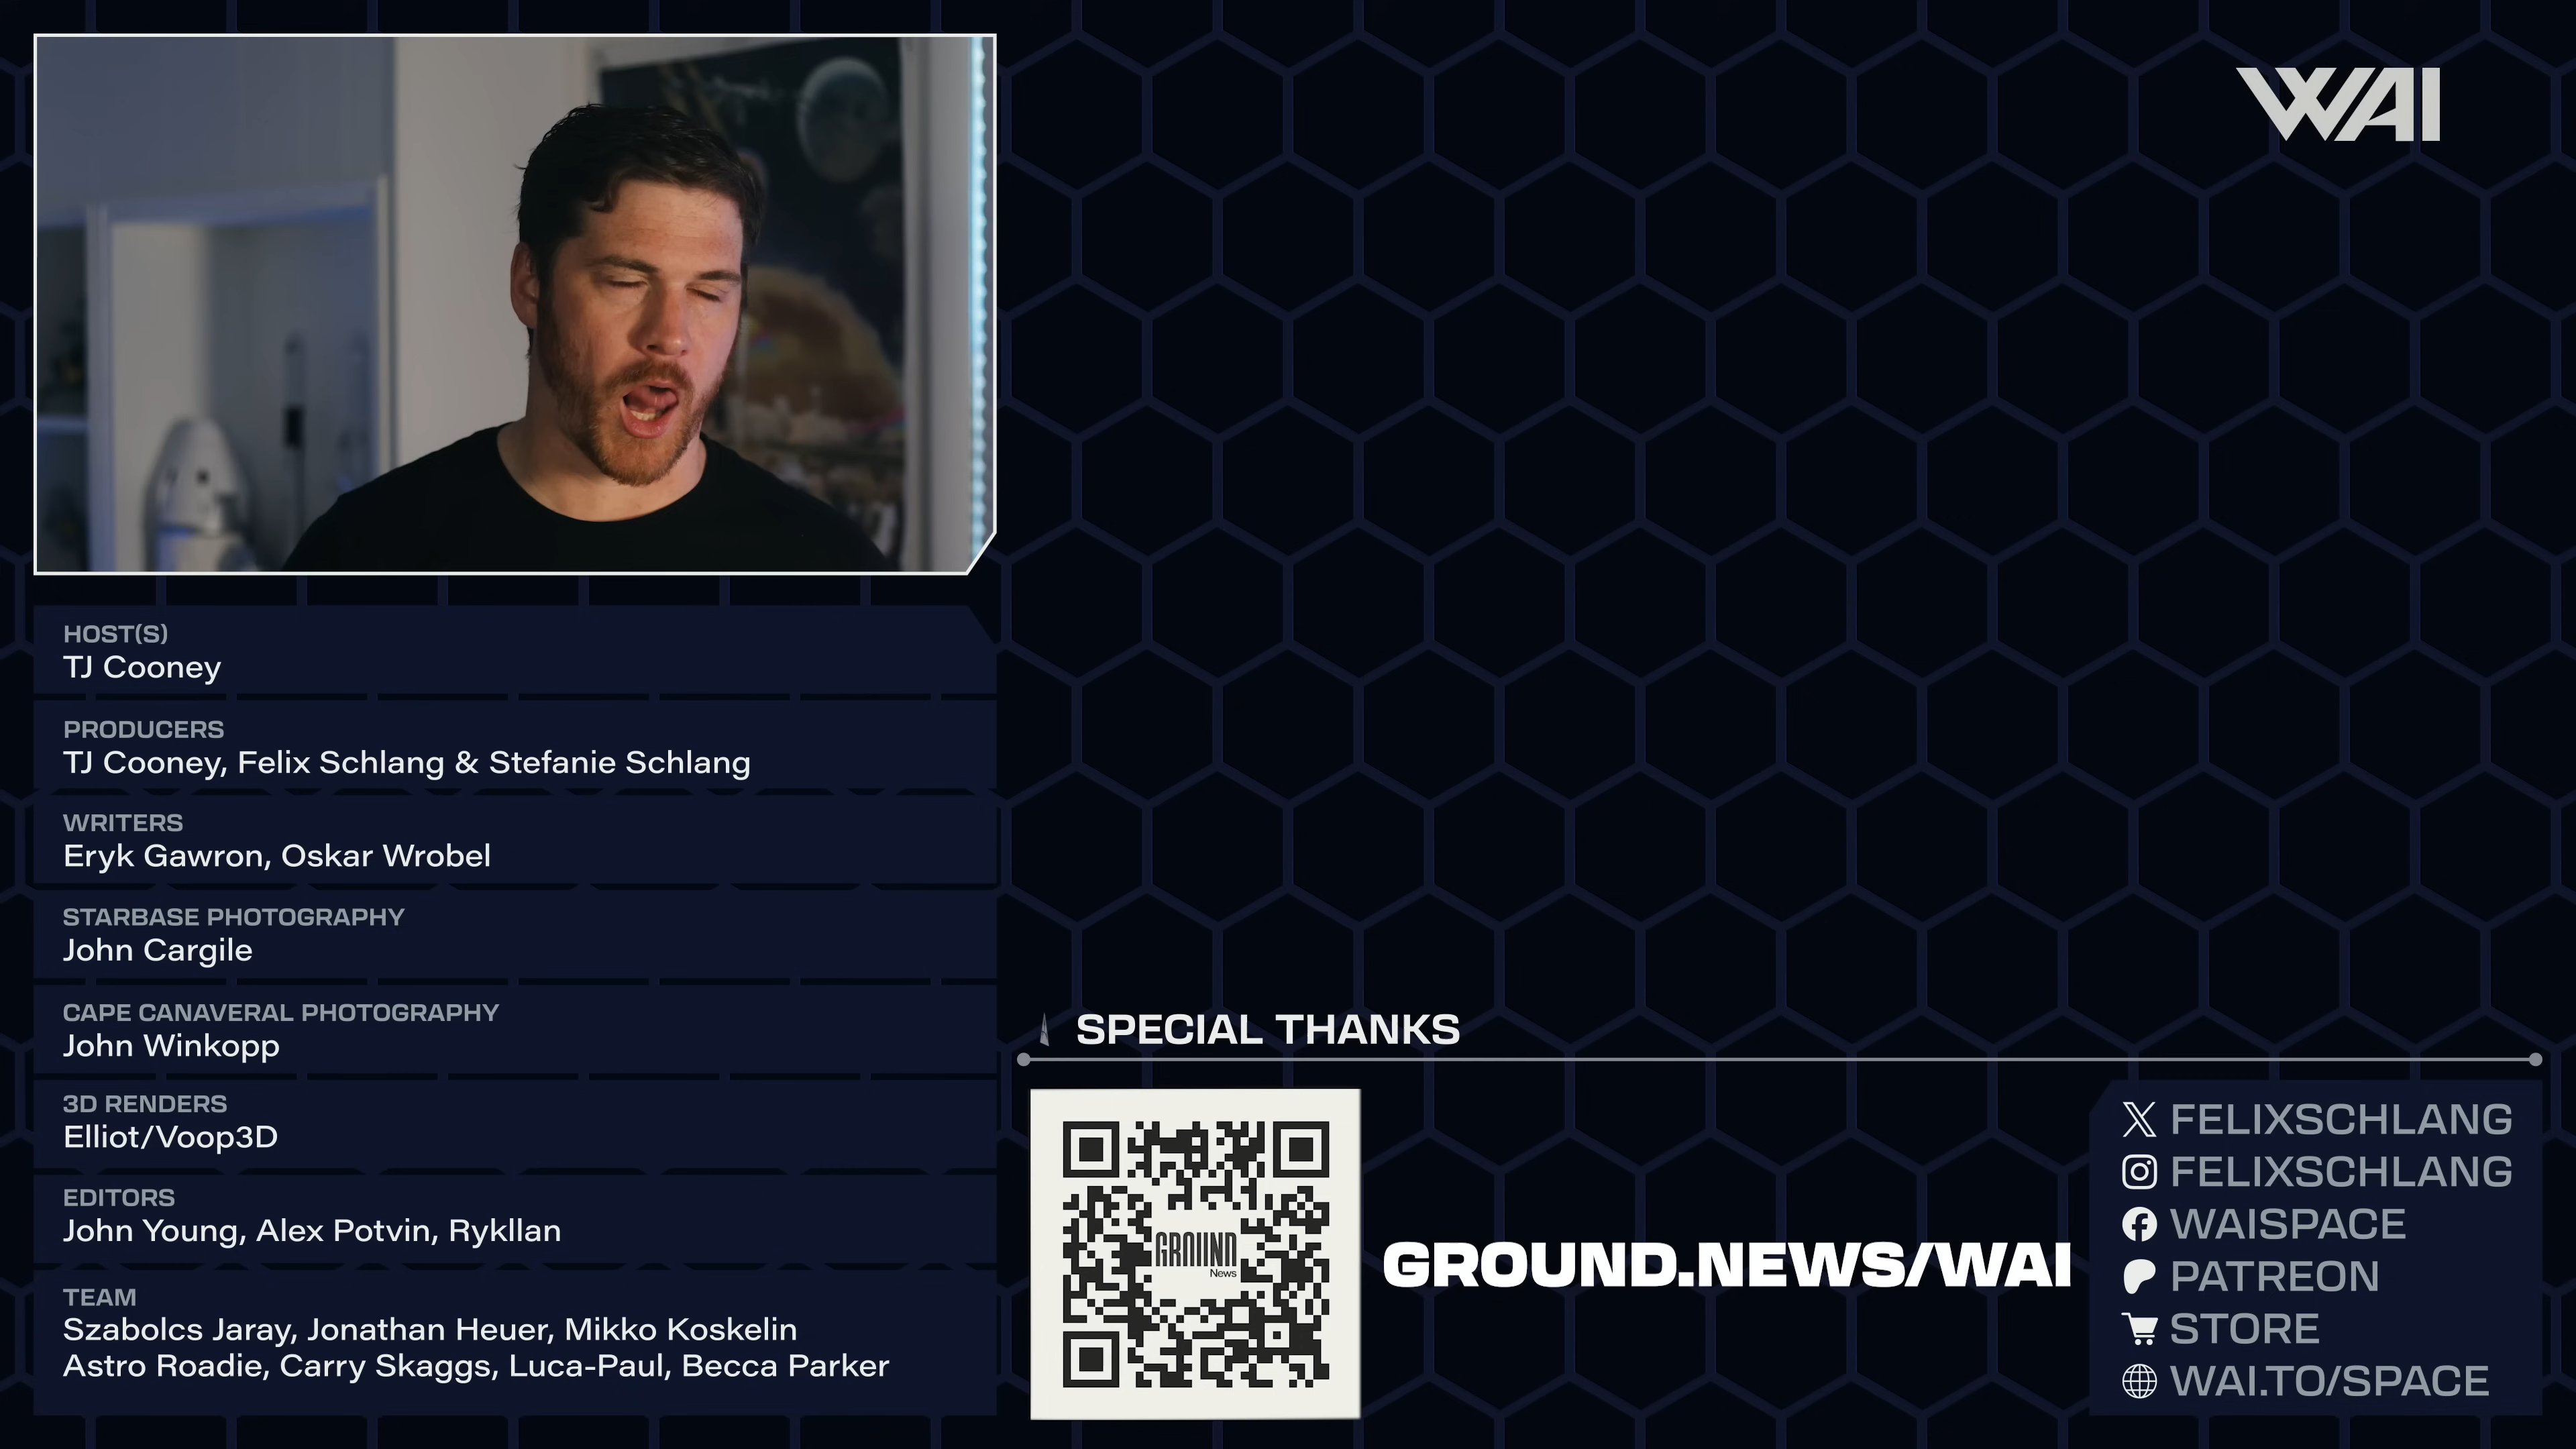 WAI
HOST(S)
TJ Cooney
PRODUCERS
TJ Cooney, Felix Schlang & Stefanie Schlang
WRITERS
Eryk Gawron, Oskar Wrobel
STARBASE PHOTOGRAPHY
John Cargile
CAPE CANAVERAL PHOTOGRAPHY
John Winkopp
3D RENDERS
Elliot/Voop3D
EDITORS
John Young, Alex Potvin, Rykllan
TEAM
Szabolcs Jaray, Jonathan Heuer, Mikko Koskelin
Astro Roadie, Carry Skaggs, Luca-Paul, Becca Parker
SPECIAL THANKS
GROUND
News
GROUND.NEWS/WAI
FELIXSCHLANG
FELIXSCHLANG
WAISPACE
PATREON
STORE
WAI.TO/SPACE